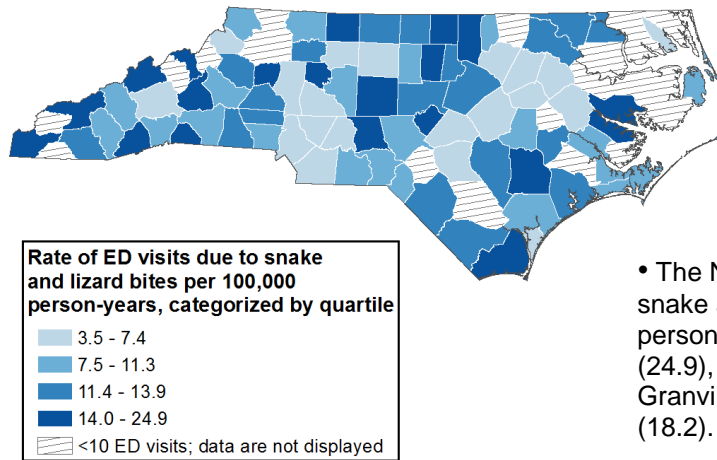 Rate of ED visits due to snake
and lizard bites per 100,000
person-years, categorized by quartile
3.5 - 7.4
7.5 - 11.3
11.4 - 13.9
14.0 - 24.9
<10 ED visits; data are not displayed
• The N
snake
person
(24.9),
Granvi
(18.2).